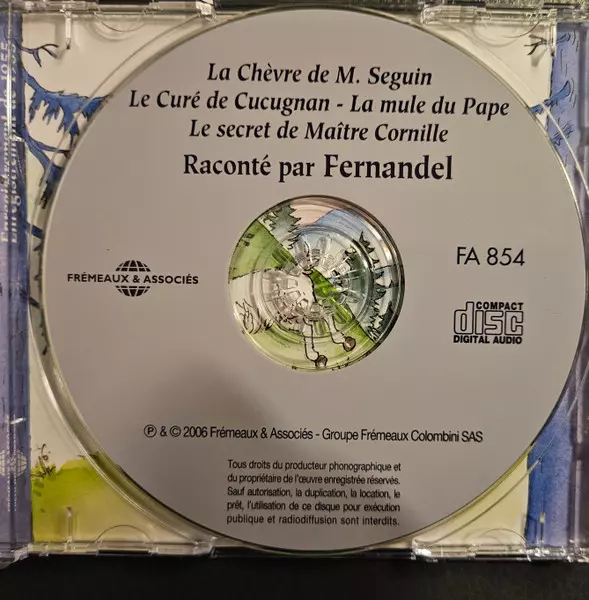 La Chèvre de M. Seguin
Le Curé de Cucugnan - La mule du Pape
Le secret de Maître Cornille
Raconté par Fernandel
FRÉMEAUX & ASSOCIÉS
FA 854
COMPACT
disc
DIGITAL AUDIO
℗ & © 2006 Frémeaux & Associés - Groupe Frémeaux Colombini SAS
Tous droits du producteur phonographique et
du propriétaire de l'œuvre enregistrée réservés.
Sauf autorisation, la duplication, la location, le
prêt, l'utilisation de ce disque pour exécution
publique et radiodiffusion sont interdits.
Enregistrement de 1955